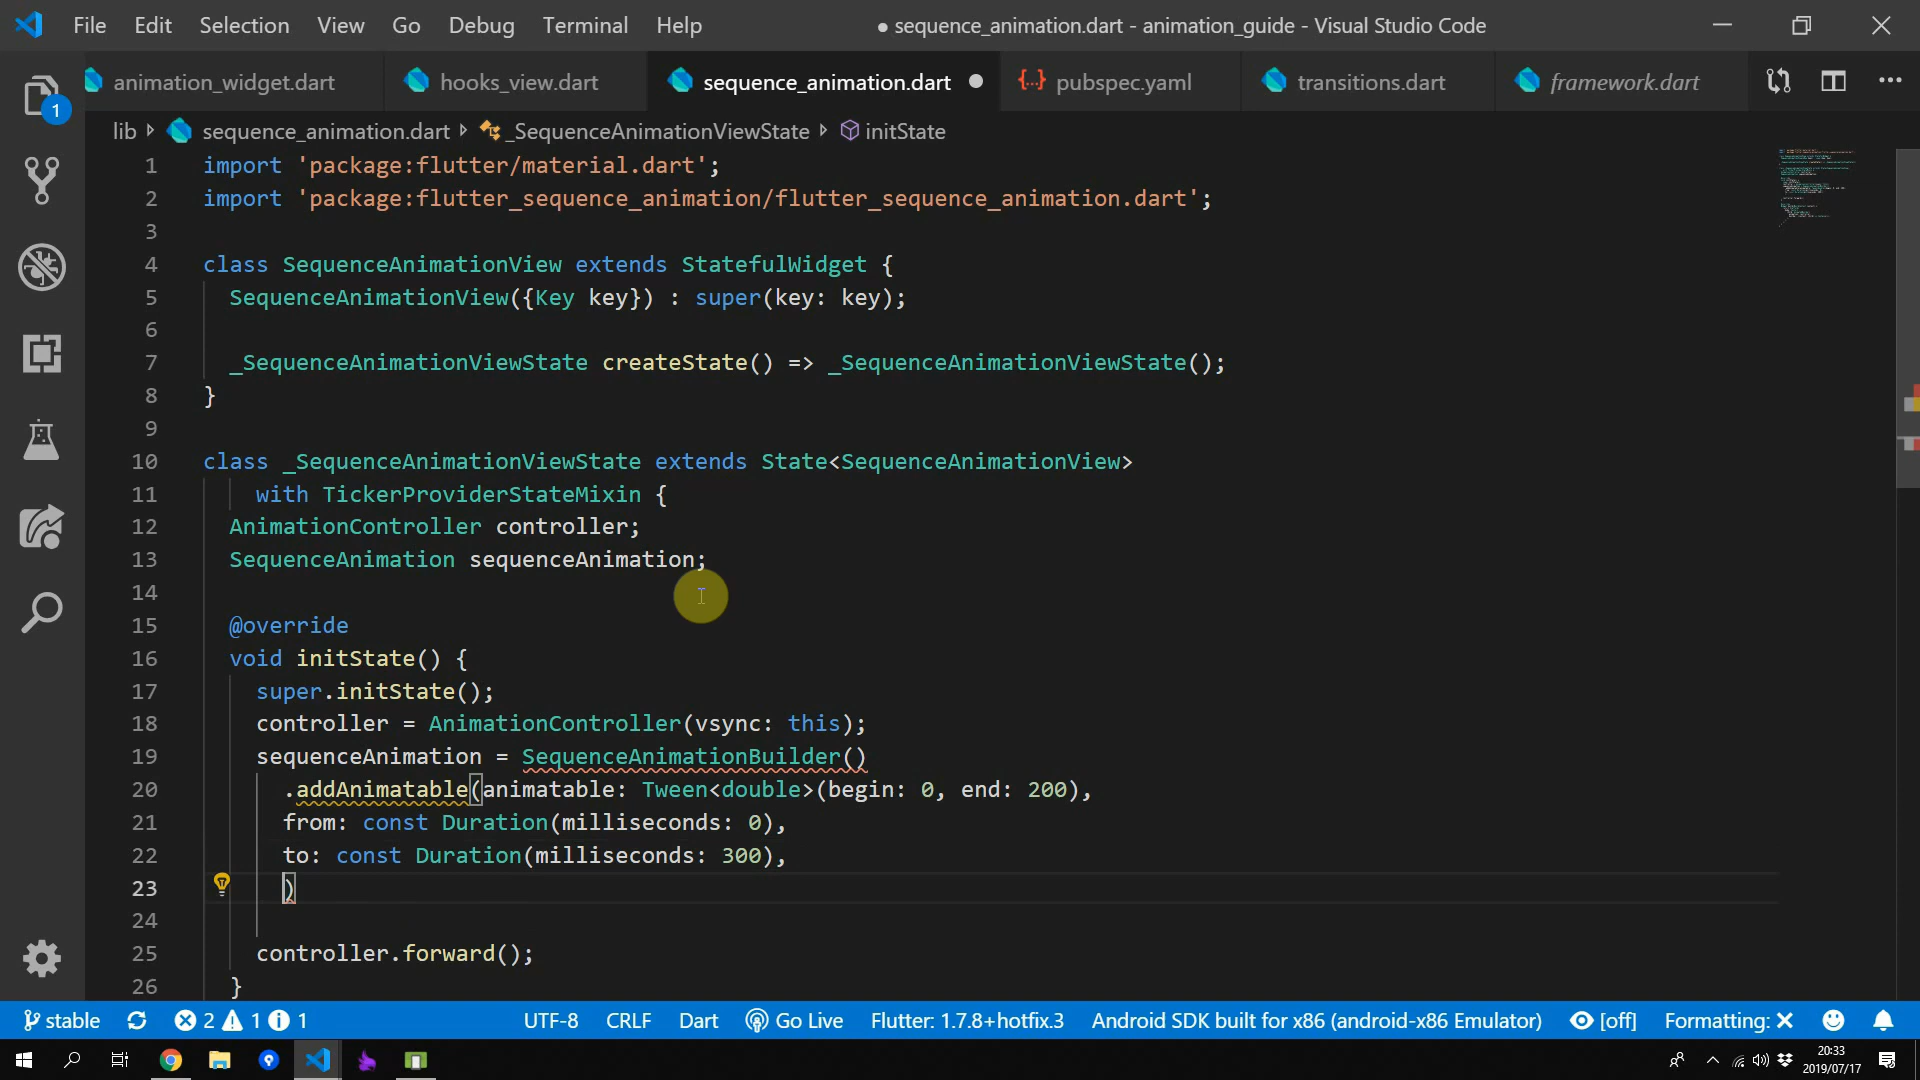 File Edit Selection View Go Debug Terminal Help
● sequence_animation.dart - animation_guide - Visual Studio Code
animation_widget.dart hooks_view.dart sequence_animation.dart pubspec.yaml transitions.dart framework.dart
1
lib sequence_animation.dart _SequenceAnimationViewState initState
1 import 'package:flutter/material.dart';
2 import 'package:flutter_sequence_animation/flutter_sequence_animation.dart';
3
4 class SequenceAnimationView extends StatefulWidget {
5 SequenceAnimationView({Key key}) : super(key: key);
6
7 _SequenceAnimationViewState createState() => _SequenceAnimationViewState();
8 }
9
10 class _SequenceAnimationViewState extends State<SequenceAnimationView>
11 with TickerProviderStateMixin {
12 AnimationController controller;
13 SequenceAnimation sequenceAnimation;
14
15 @override
16 void initState() {
17 super.initState();
18 controller = AnimationController(vsync: this);
19 sequenceAnimation = SequenceAnimationBuilder()
20 .addAnimatable(animatable: Tween<double>(begin: 0, end: 200),
21 from: const Duration(milliseconds: 0),
22 to: const Duration(milliseconds: 300),
23 )
24
25 controller.forward();
26 }
stable 2 1 1 UTF-8 CRLF Dart Go Live Flutter: 1.7.8+hotfix.3 Android SDK built for x86 (android-x86 Emulator) [off] Formatting: ✕
20:33
2019/07/17